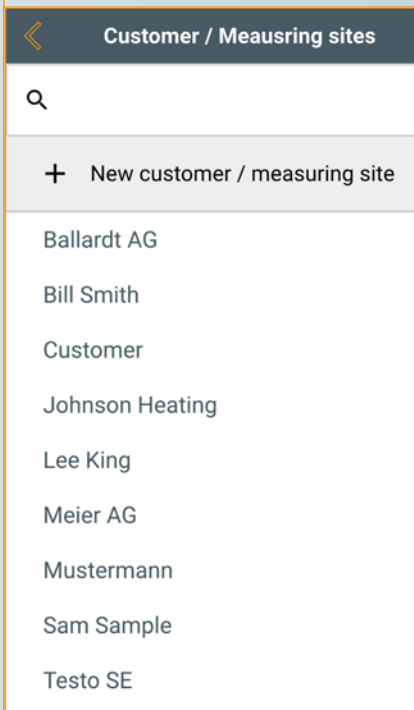 Customer / Meausring sites
New customer / measuring site
Ballardt AG
Bill Smith
Customer
Johnson Heating
Lee King
Meier AG
Mustermann
Sam Sample
Testo SE